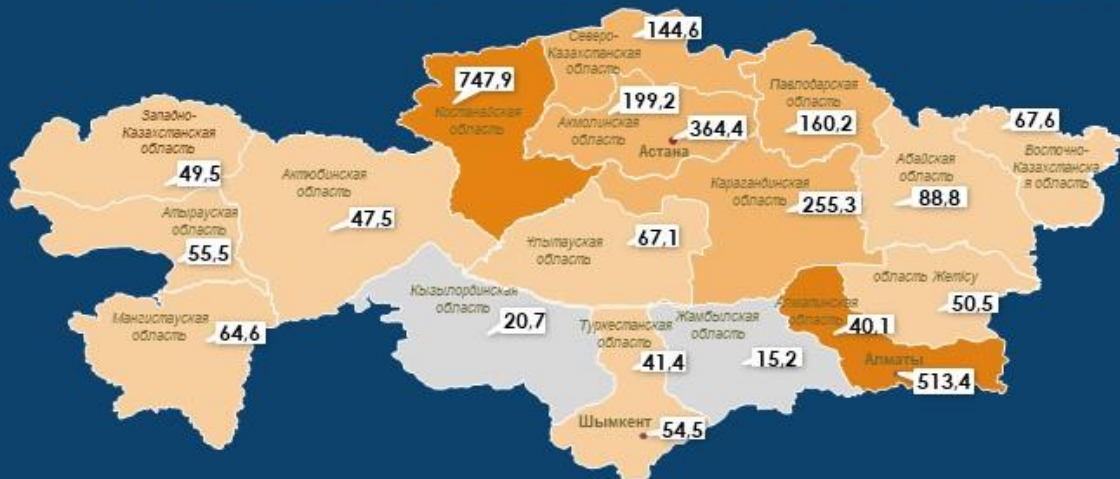 Северо-
Казахстанская
область
144,6
747,9
Костанайская
область
199,2
Акмолинская
область
364,4
Астана
Павлодарская
область
160,2
67,6
Восточно-
Казахстанска
я область
Западно-
Казахстанская
область
49,5
Актюбинская
область
47,5
Абайская
область
88,8
Карагандинская
область
255,3
Атырауская
область
55,5
Улытауская
область
67,1
область Жетісу
50,5
Кызылординская
область
20,7
Мангистауская
область
64,6
Туркестанская
область
41,4
Жамбылская
область
15,2
Алматинская
область
40,1
Алматы
513,4
Шымкент
54,5